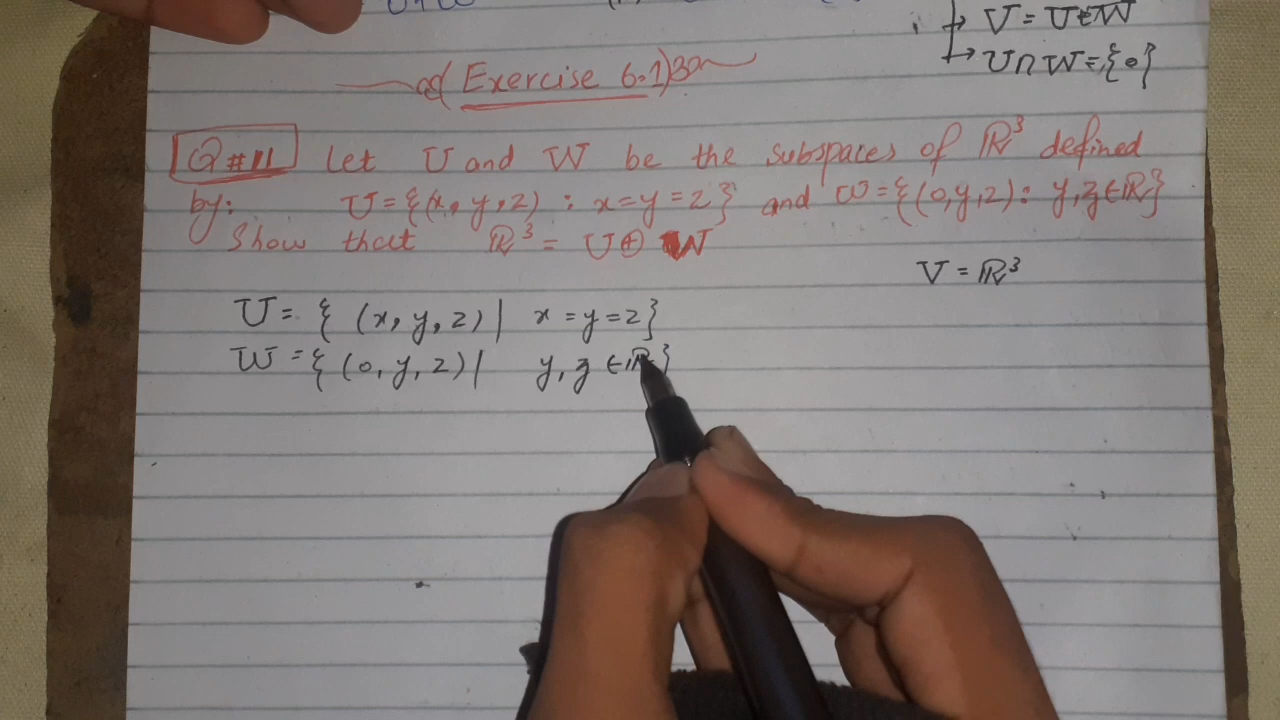 → V = U+W
→ U∩W={0}
(Exercise 6.1)
Q#11 Let U and W be the subspaces of ℝ³ defined
by: U={(x,y,z) : x=y=z} and W={(0,y,z): y,z∈ℝ}
Show that ℝ³ = U⊕W
V = ℝ³
U={ (x,y,z) | x=y=z}
W={(0,y,z)| y,z∈ℝ}